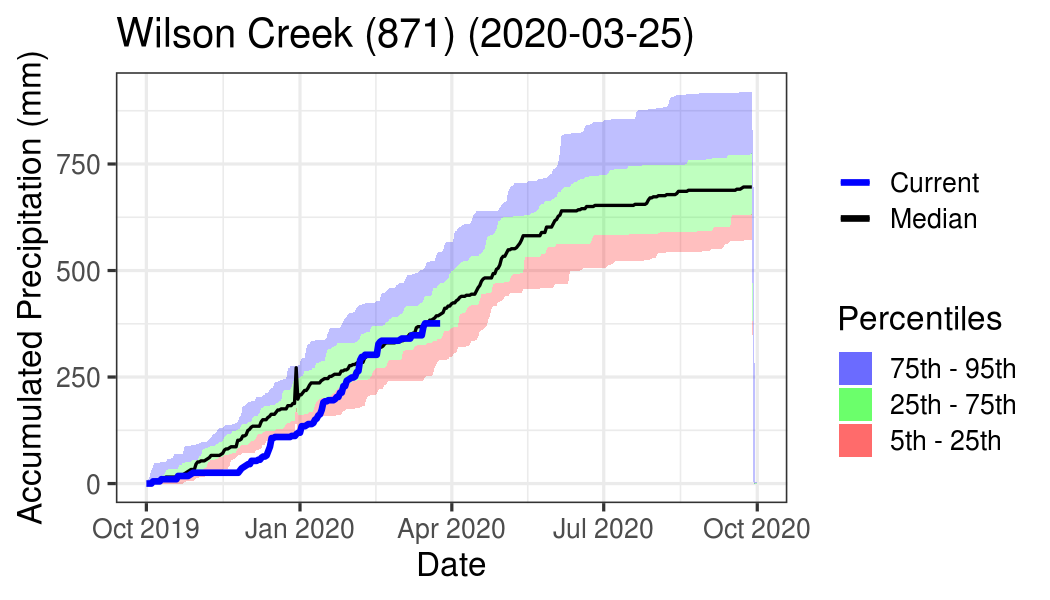 Wilson Creek (871) (2020-03-25)
Accumulated Precipitation (mm)
750
500
250
0
Oct 2019 Jan 2020 Apr 2020 Jul 2020 Oct 2020
Date
Current
Median
Percentiles
75th - 95th
25th - 75th
5th - 25th